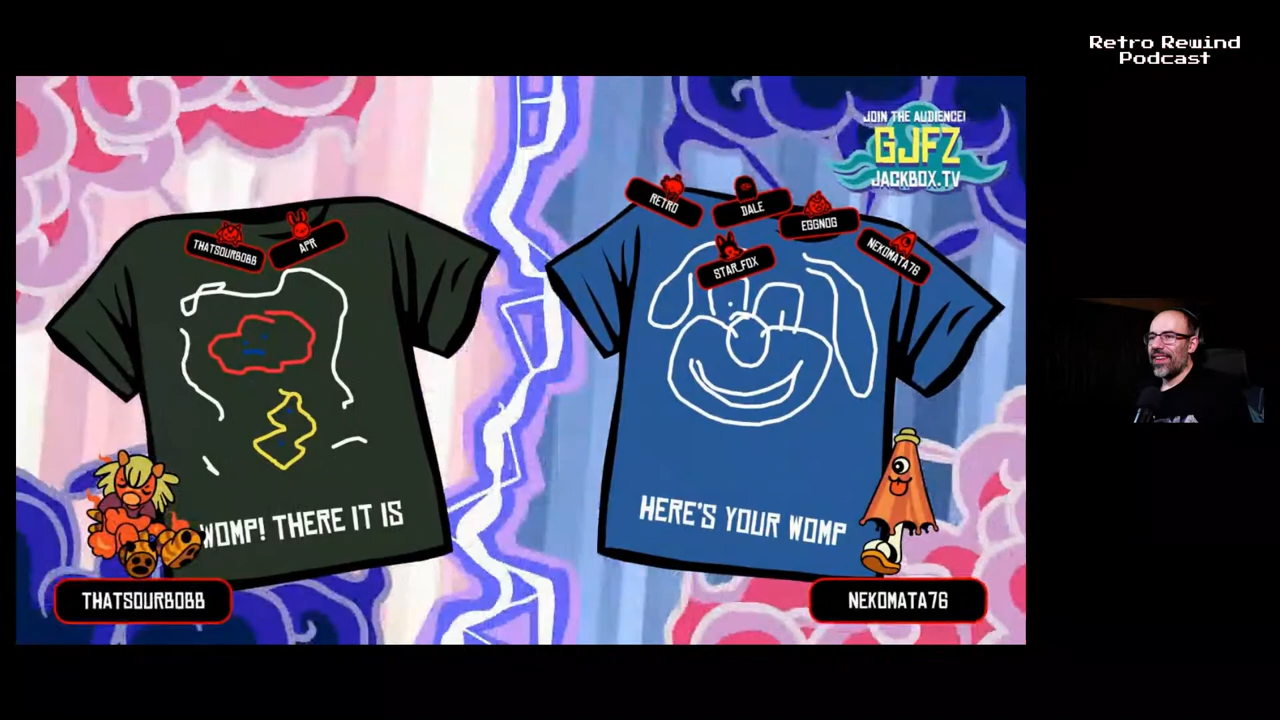 Retro Rewind
Podcast
JOIN THE AUDIENCE!
GJFZ
JACKBOX.TV
THATSOURBOBB
APR
RETRO
DALE
EGGNOG
NEKOMATA76
STAR_FOX
WOMP! THERE IT IS
HERE'S YOUR WOMP
THATSOURBOBB
NEKOMATA76